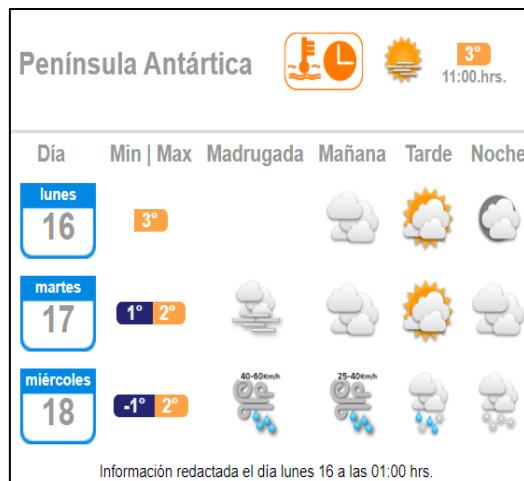 Península Antártica
3°
11:00.hrs.
Día Min | Max Madrugada Mañana Tarde Noche
lunes
16
3°
martes
17
1° 2°
miércoles
18
-1° 2°
40-60Km/h
25-40Km/h
Información redactada el día lunes 16 a las 01:00 hrs.